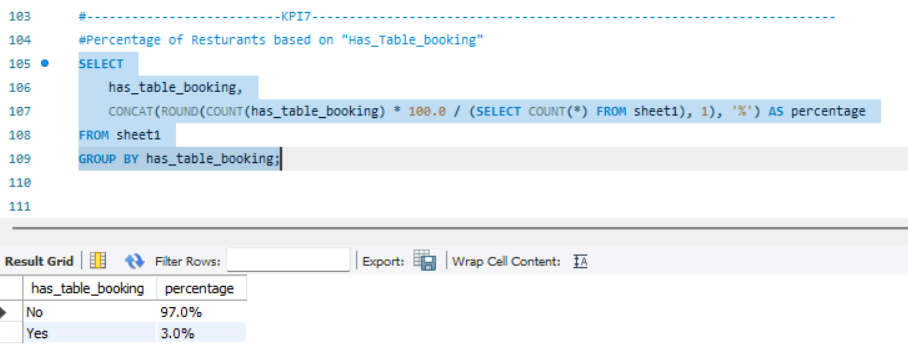 103 #--------------------------KPI7----------------------------------------------------------------------
104 #Percentage of Resturants based on "Has_Table_booking"
105 SELECT
106 has_table_booking,
107 CONCAT(ROUND(COUNT(has_table_booking) * 100.0 / (SELECT COUNT(*) FROM sheet1), 1), '%') AS percentage
108 FROM sheet1
109 GROUP BY has_table_booking;
110
111
Result Grid Filter Rows: Export: Wrap Cell Content: IA
has_table_booking percentage
No 97.0%
Yes 3.0%